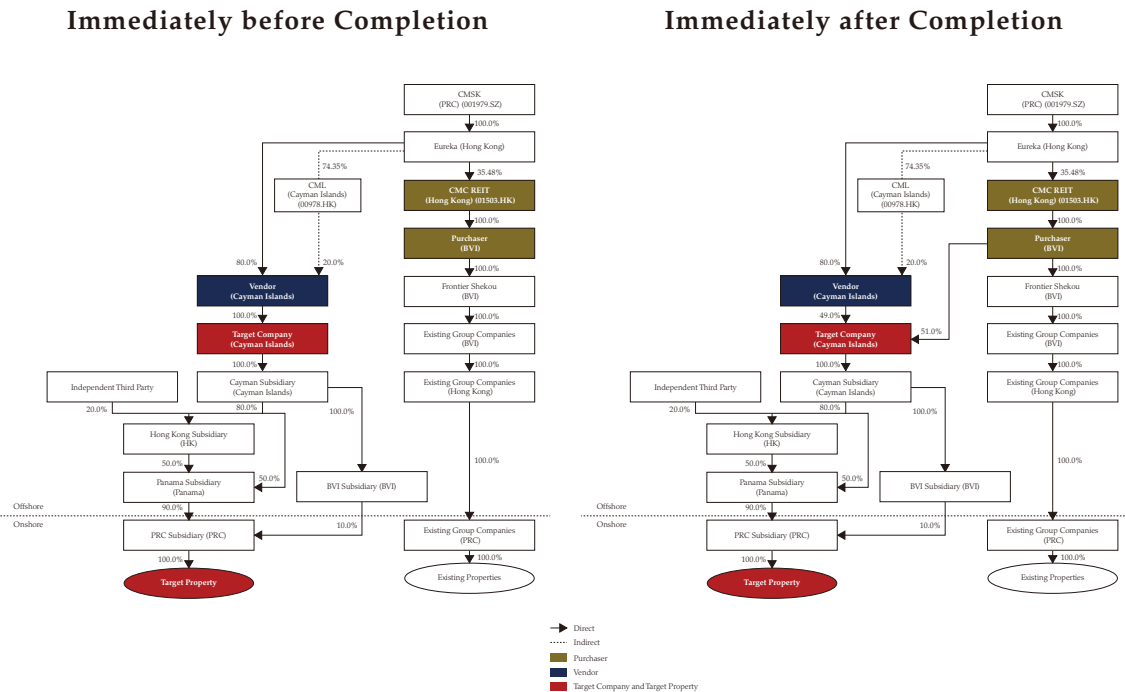 Immediately before Completion
CMSK
(PRC) (001979.SZ)
100.0%
Eureka (Hong Kong)
74.35%
35.48%
CML
(Cayman Islands)
(00978.HK)
CMC REIT
(Hong Kong) (01503.HK)
100.0%
Purchaser
(BVI)
80.0%
20.0%
100.0%
Vendor
(Cayman Islands)
Frontier Shekou
(BVI)
100.0%
100.0%
Target Company
(Cayman Islands)
Existing Group Companies
(BVI)
100.0%
100.0%
Independent Third Party
Cayman Subsidiary
(Cayman Islands)
Existing Group Companies
(Hong Kong)
20.0%
80.0%
100.0%
Hong Kong Subsidiary
(HK)
50.0%
100.0%
Panama Subsidiary
(Panama)
50.0%
BVI Subsidiary (BVI)
Offshore
90.0%
Onshore
10.0%
PRC Subsidiary (PRC)
Existing Group Companies
(PRC)
100.0%
100.0%
Target Property
Existing Properties
Immediately after Completion
CMSK
(PRC) (001979.SZ)
100.0%
Eureka (Hong Kong)
74.35%
35.48%
CML
(Cayman Islands)
(00978.HK)
CMC REIT
(Hong Kong) (01503.HK)
100.0%
Purchaser
(BVI)
80.0%
20.0%
100.0%
Vendor
(Cayman Islands)
Frontier Shekou
(BVI)
49.0%
51.0%
100.0%
Target Company
(Cayman Islands)
Existing Group Companies
(BVI)
100.0%
100.0%
Independent Third Party
Cayman Subsidiary
(Cayman Islands)
Existing Group Companies
(Hong Kong)
20.0%
80.0%
100.0%
Hong Kong Subsidiary
(HK)
50.0%
100.0%
Panama Subsidiary
(Panama)
50.0%
BVI Subsidiary (BVI)
Offshore
90.0%
Onshore
10.0%
PRC Subsidiary (PRC)
Existing Group Companies
(PRC)
100.0%
100.0%
Target Property
Existing Properties
Direct
Indirect
Purchaser
Vendor
Target Company and Target Property